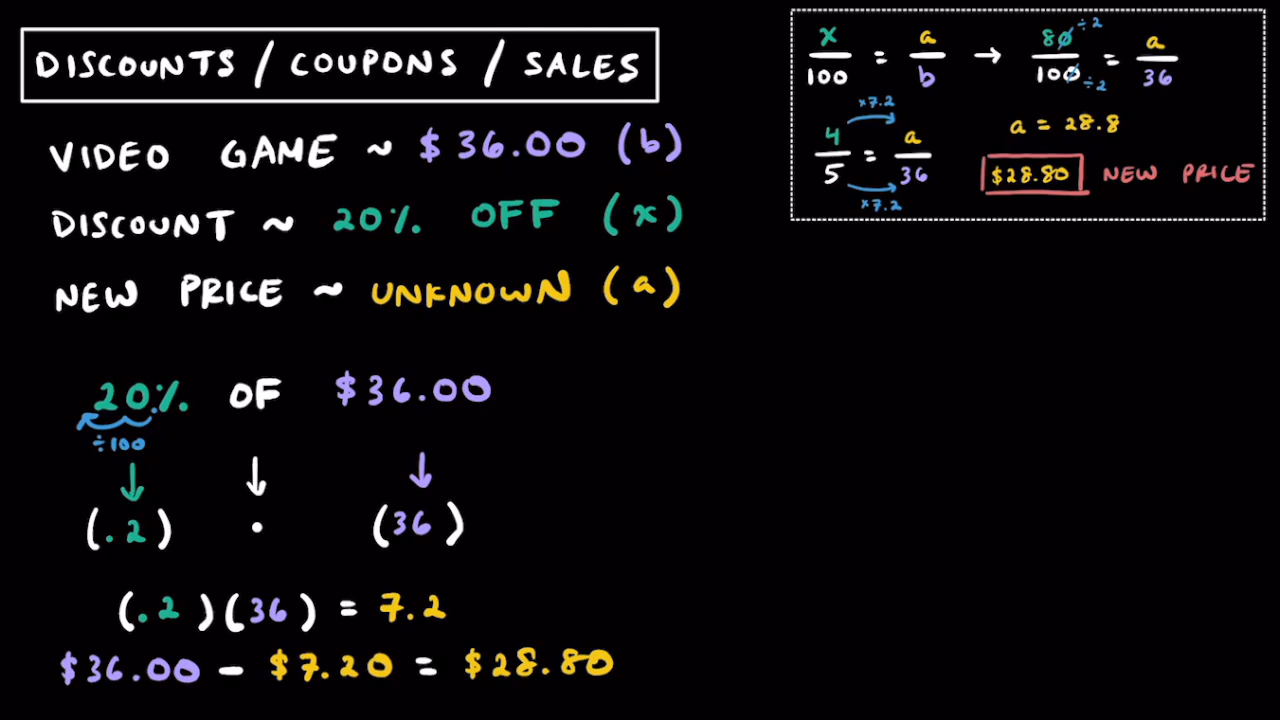 DISCOUNTS / COUPONS / SALES
VIDEO GAME ~ $36.00 (b)
DISCOUNT ~ 20% OFF (x)
NEW PRICE ~ UNKNOWN (a)
20% OF $36.00
÷100
(.2) · (36)
(.2)(36) = 7.2
$36.00 - $7.20 = $28.80
x/100 = a/b → 80/100 = a/36
÷2
÷2
×7.2
4/5 = a/36
×7.2
a = 28.8
$28.80 NEW PRICE